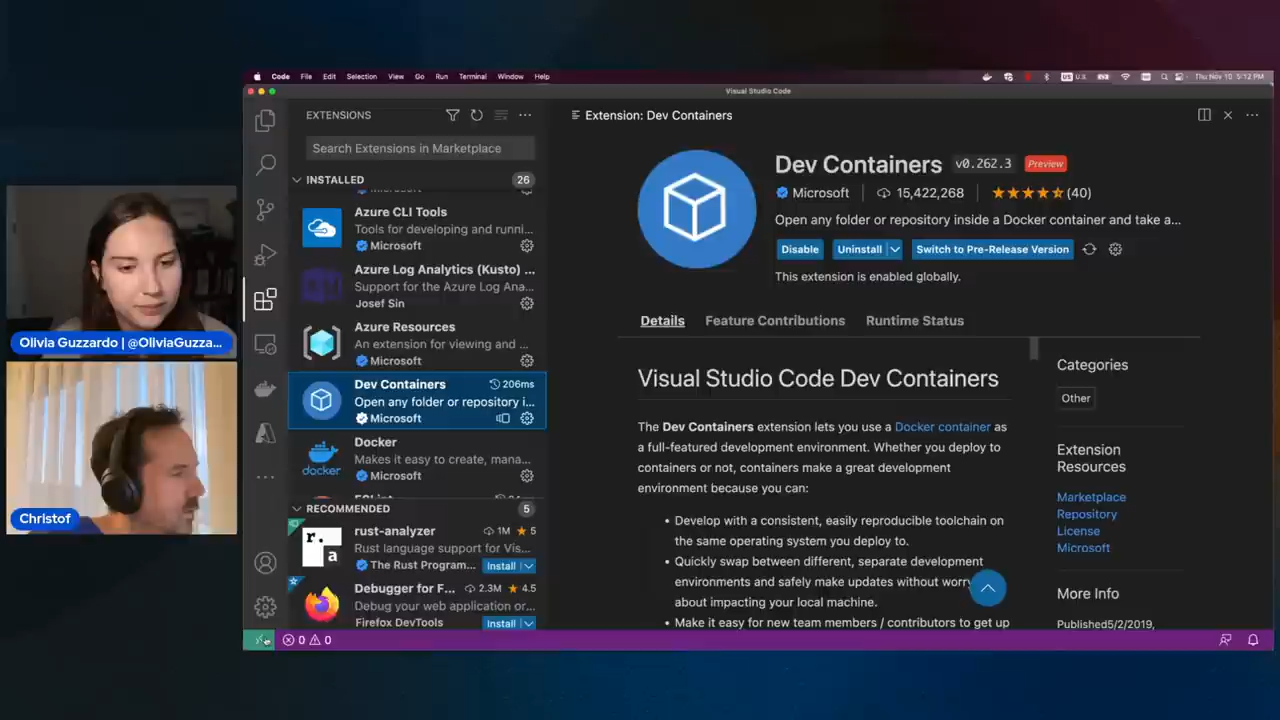 Code File Edit Selection View Go Run Terminal Window Help
U.S. Thu Nov 10 5:12 PM
Visual Studio Code
EXTENSIONS
Search Extensions in Marketplace
INSTALLED 26
Microsoft
Azure CLI Tools
Tools for developing and runni...
Microsoft
Azure Log Analytics (Kusto) ...
Support for the Azure Log Ana...
Josef Sin
Azure Resources
An extension for viewing and ...
Microsoft
Dev Containers 206ms
Open any folder or repository i...
Microsoft
Docker
Makes it easy to create, mana...
Microsoft
docker
RECOMMENDED 5
rust-analyzer 1M 5
Rust language support for Vis...
The Rust Program... Install
r.
a
Debugger for F... 2.3M 4.5
Debug your web application or...
Firefox DevTools Install
0 0
Extension: Dev Containers
Dev Containers v0.262.3 Preview
Microsoft 15,422,268 (40)
Open any folder or repository inside a Docker container and take a...
Disable Uninstall Switch to Pre-Release Version
This extension is enabled globally.
Details Feature Contributions Runtime Status
Visual Studio Code Dev Containers
The Dev Containers extension lets you use a Docker container as
a full-featured development environment. Whether you deploy to
containers or not, containers make a great development
environment because you can:
• Develop with a consistent, easily reproducible toolchain on
the same operating system you deploy to.
• Quickly swap between different, separate development
environments and safely make updates without worry
about impacting your local machine.
• Make it easy for new team members / contributors to get up
Categories
Other
Extension
Resources
Marketplace
Repository
License
Microsoft
More Info
Published5/2/2019,
Olivia Guzzardo | @OliviaGuzza...
Christof